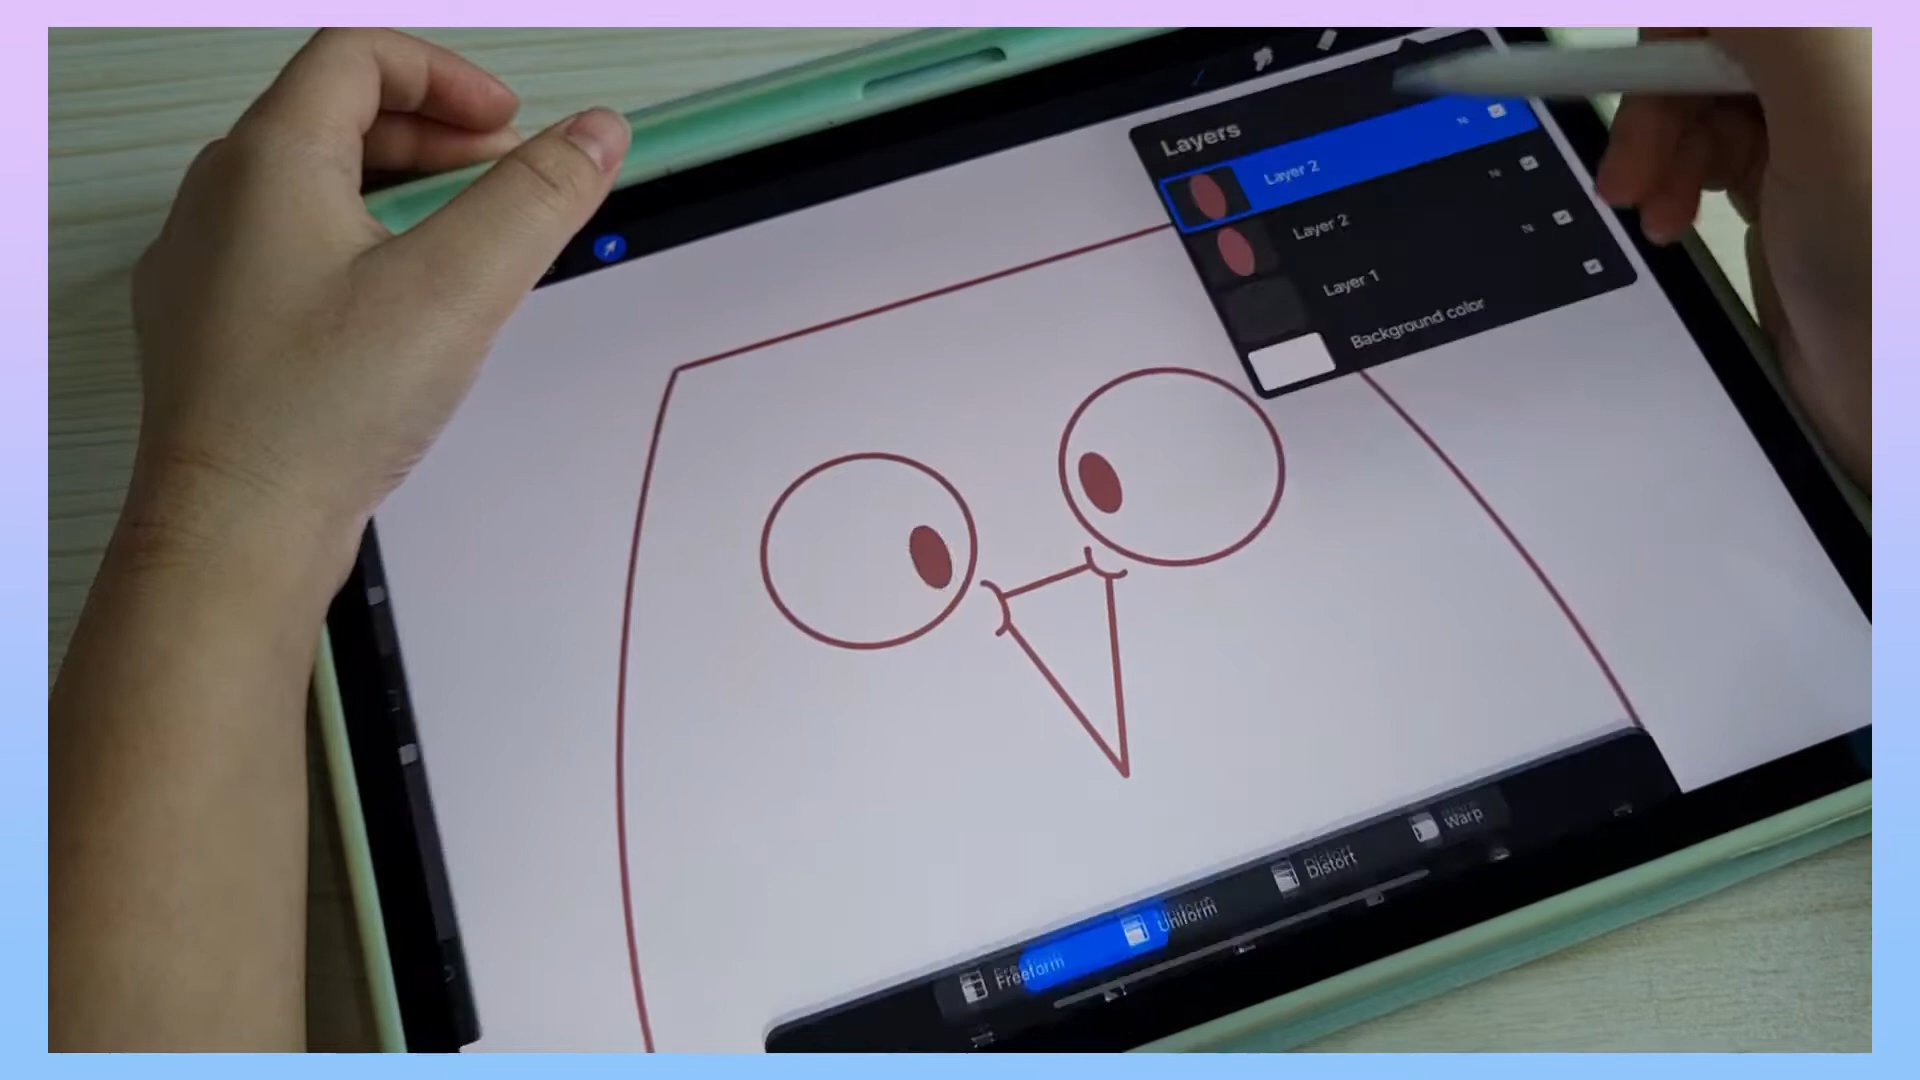 Layers
Layer 2
N
Layer 2
N
Layer 1
N
Background color
Freeform
Uniform
Distort
Warp